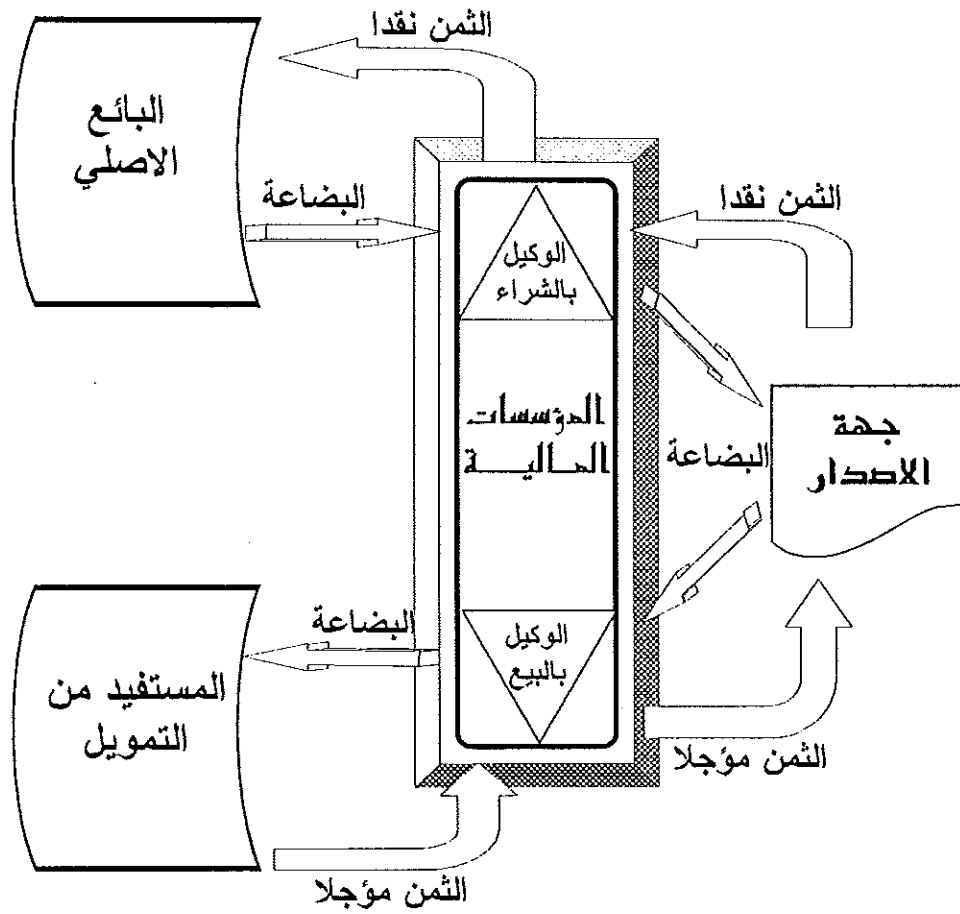 الثمن نقدا
البائع
الاصلي
البضاعة
الثمن نقدا
الوكيل
بالشراء
المؤسسات
الماليـــة
جهة
الاصدار
البضاعة
البضاعة
الوكيل
بالبيع
المستفيد من
التمويل
الثمن مؤجلا
الثمن مؤجلا